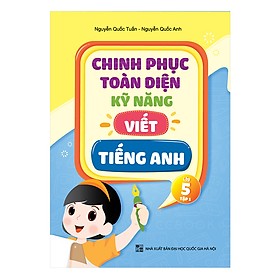 Nguyễn Quốc Tuấn - Nguyễn Quốc Anh
CHINH PHỤC
TOÀN DIỆN
KỸ NĂNG
VIẾT
TIẾNG ANH
LỚP
5
TẬP 1
NHÀ XUẤT BẢN ĐẠI HỌC QUỐC GIA HÀ NỘI